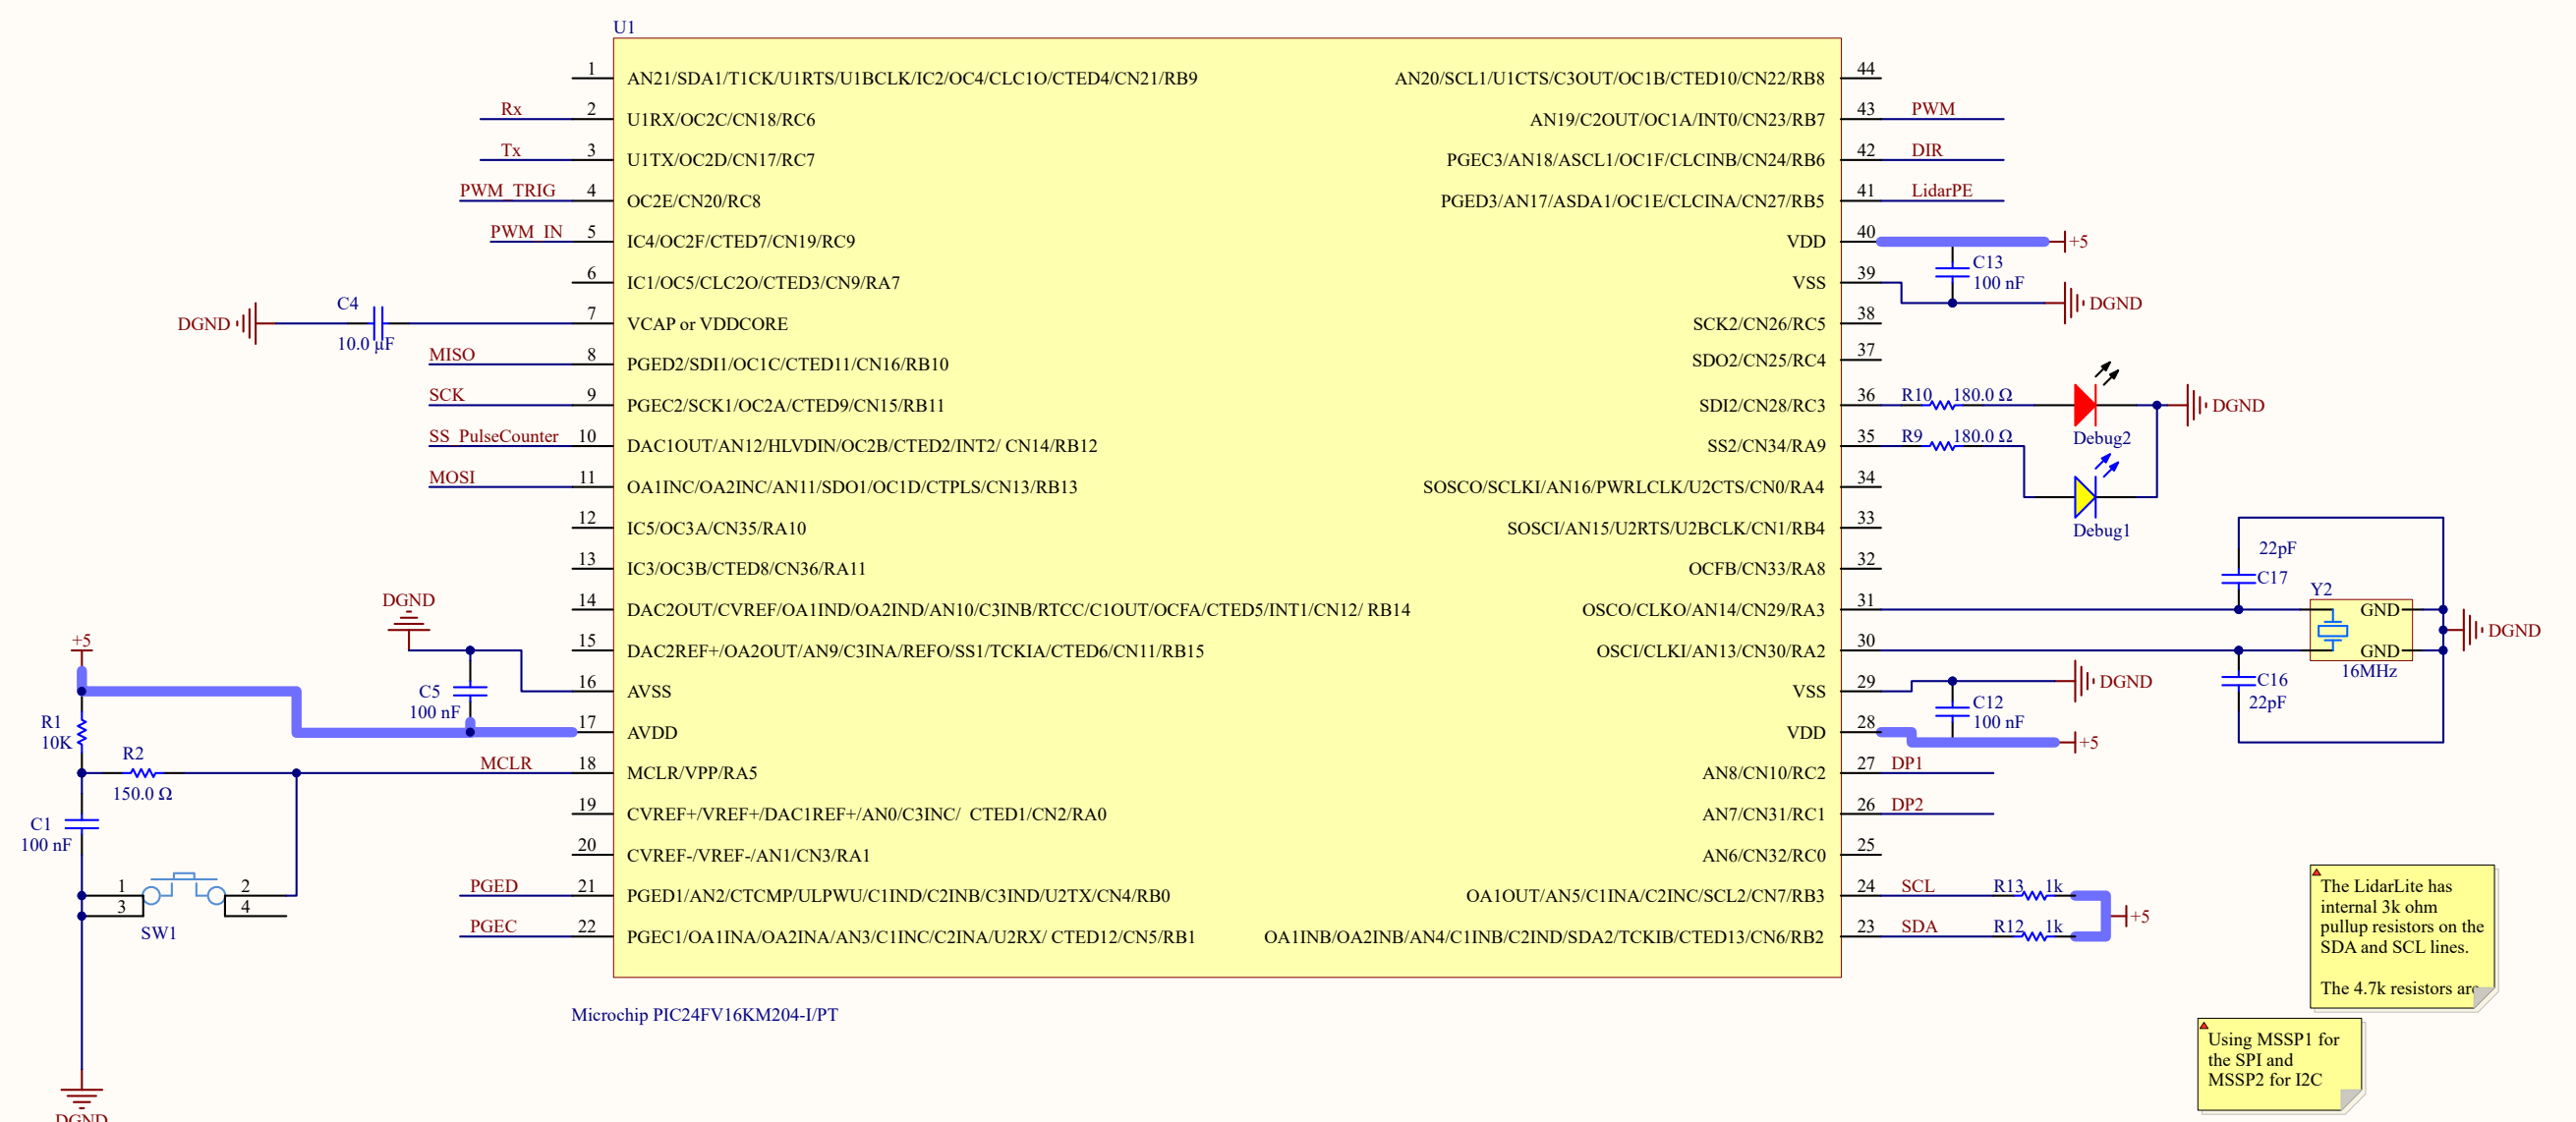 U1
1 AN21/SDA1/T1CK/U1RTS/U1BCLK/IC2/OC4/CLC1O/CTED4/CN21/RB9
Rx 2 U1RX/OC2C/CN18/RC6
Tx 3 U1TX/OC2D/CN17/RC7
PWM_TRIG 4 OC2E/CN20/RC8
PWM_IN 5 IC4/OC2F/CTED7/CN19/RC9
6 IC1/OC5/CLC2O/CTED3/CN9/RA7
DGND C4 10.0 µF 7 VCAP or VDDCORE
MISO 8 PGED2/SDI1/OC1C/CTED11/CN16/RB10
SCK 9 PGEC2/SCK1/OC2A/CTED9/CN15/RB11
SS_PulseCounter 10 DAC1OUT/AN12/HLVDIN/OC2B/CTED2/INT2/ CN14/RB12
MOSI 11 OA1INC/OA2INC/AN11/SDO1/OC1D/CTPLS/CN13/RB13
12 IC5/OC3A/CN35/RA10
13 IC3/OC3B/CTED8/CN36/RA11
14 DAC2OUT/CVREF/OA1IND/OA2IND/AN10/C3INB/RTCC/C1OUT/OCFA/CTED5/INT1/CN12/ RB14
DGND
15 DAC2REF+/OA2OUT/AN9/C3INA/REFO/SS1/TCKIA/CTED6/CN11/RB15
16 AVSS
C5
100 nF
17 AVDD
+5
R1
10K
R2
150.0 Ω
MCLR 18 MCLR/VPP/RA5
19 CVREF+/VREF+/DAC1REF+/AN0/C3INC/ CTED1/CN2/RA0
C1
100 nF
20 CVREF-/VREF-/AN1/CN3/RA1
1 2
3 4
SW1
PGED 21 PGED1/AN2/CTCMP/ULPWU/C1IND/C2INB/C3IND/U2TX/CN4/RB0
PGEC 22 PGEC1/OA1INA/OA2INA/AN3/C1INC/C2INA/U2RX/ CTED12/CN5/RB1
DGND
Microchip PIC24FV16KM204-I/PT
AN20/SCL1/U1CTS/C3OUT/OC1B/CTED10/CN22/RB8 44
AN19/C2OUT/OC1A/INT0/CN23/RB7 43 PWM
PGEC3/AN18/ASCL1/OC1F/CLCINB/CN24/RB6 42 DIR
PGED3/AN17/ASDA1/OC1E/CLCINA/CN27/RB5 41 LidarPE
VDD 40 +5
C13
100 nF
VSS 39 DGND
SCK2/CN26/RC5 38
SDO2/CN25/RC4 37
SDI2/CN28/RC3 36 R10 180.0 Ω DGND
Debug2
SS2/CN34/RA9 35 R9 180.0 Ω
Debug1
SOSCO/SCLKI/AN16/PWRLCLK/U2CTS/CN0/RA4 34
SOSCI/AN15/U2RTS/U2BCLK/CN1/RB4 33
OCFB/CN33/RA8 32
22pF
C17
Y2
OSCO/CLKO/AN14/CN29/RA3 31 GND
DGND
OSCI/CLKI/AN13/CN30/RA2 30 GND
16MHz
C16
22pF
VSS 29 DGND
C12
100 nF
VDD 28 +5
AN8/CN10/RC2 27 DP1
AN7/CN31/RC1 26 DP2
AN6/CN32/RC0 25
OA1OUT/AN5/C1INA/C2INC/SCL2/CN7/RB3 24 SCL R13 1k
+5
OA1INB/OA2INB/AN4/C1INB/C2IND/SDA2/TCKIB/CTED13/CN6/RB2 23 SDA R12 1k
The LidarLite has
internal 3k ohm
pullup resistors on the
SDA and SCL lines.
The 4.7k resistors are
Using MSSP1 for
the SPI and
MSSP2 for I2C